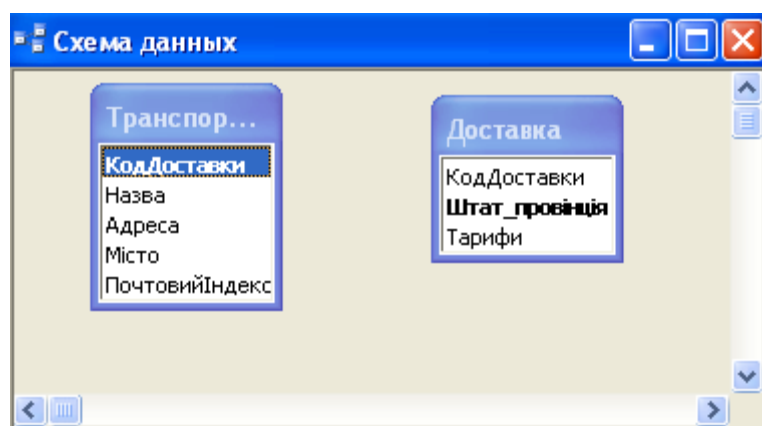 Схема данных
Транспор...
КодДоставки
Назва
Адреса
Місто
ПочтовийІндекс
Доставка
КодДоставки
Штат_провінція
Тарифи